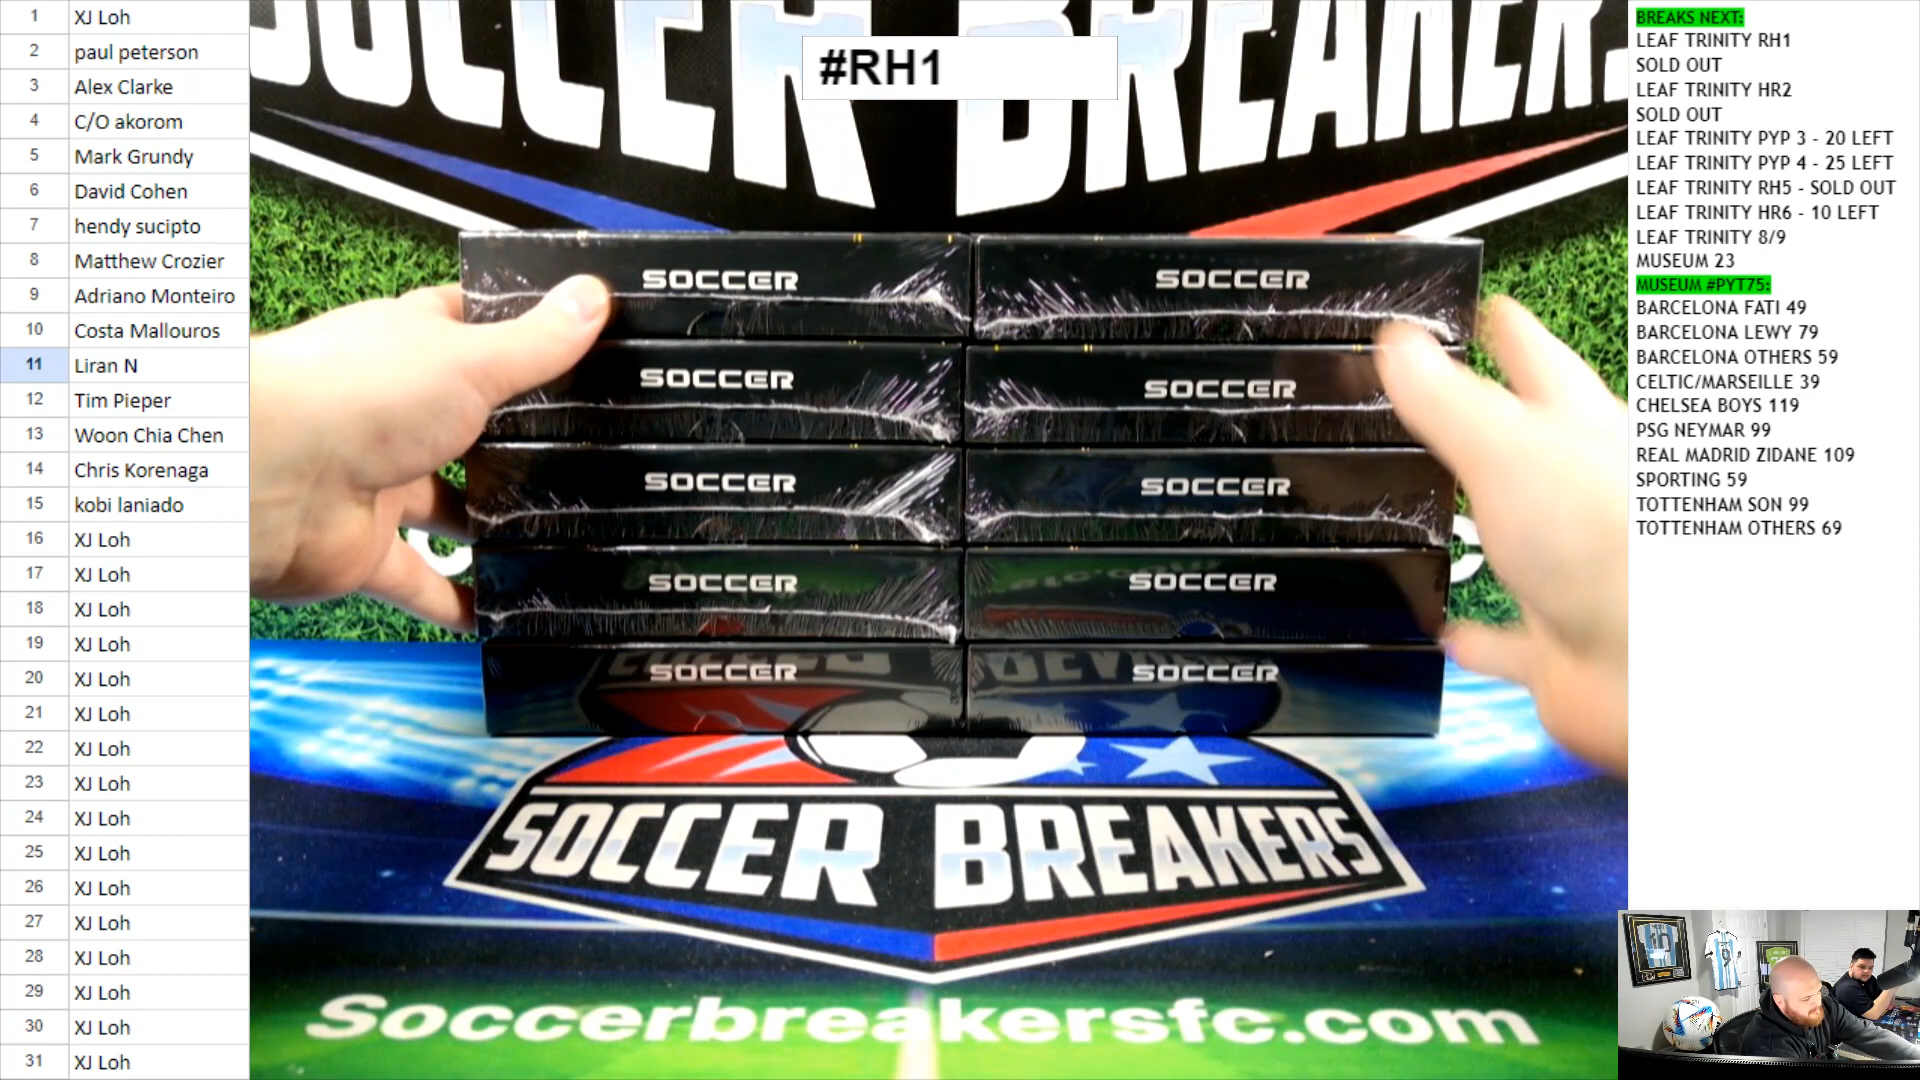 1 XJ Loh
2 paul peterson
3 Alex Clarke
4 C/O akorom
5 Mark Grundy
6 David Cohen
7 hendy sucipto
8 Matthew Crozier
9 Adriano Monteiro
10 Costa Mallouros
11 Liran N
12 Tim Pieper
13 Woon Chia Chen
14 Chris Korenaga
15 kobi laniado
16 XJ Loh
17 XJ Loh
18 XJ Loh
19 XJ Loh
20 XJ Loh
21 XJ Loh
22 XJ Loh
23 XJ Loh
24 XJ Loh
25 XJ Loh
26 XJ Loh
27 XJ Loh
28 XJ Loh
29 XJ Loh
30 XJ Loh
31 XJ Loh
SOCCER BREAKERS
#RH1
SOCCER SOCCER
SOCCER SOCCER
SOCCER SOCCER
SOCCER SOCCER
SOCCER SOCCER
SOCCER BREAKERS
Soccerbreakersfc.com
BREAKS NEXT:
LEAF TRINITY RH1
SOLD OUT
LEAF TRINITY HR2
SOLD OUT
LEAF TRINITY PYP 3 - 20 LEFT
LEAF TRINITY PYP 4 - 25 LEFT
LEAF TRINITY RH5 - SOLD OUT
LEAF TRINITY HR6 - 10 LEFT
LEAF TRINITY 8/9
MUSEUM 23
MUSEUM #PYT75:
BARCELONA FATI 49
BARCELONA LEWY 79
BARCELONA OTHERS 59
CELTIC/MARSEILLE 39
CHELSEA BOYS 119
PSG NEYMAR 99
REAL MADRID ZIDANE 109
SPORTING 59
TOTTENHAM SON 99
TOTTENHAM OTHERS 69